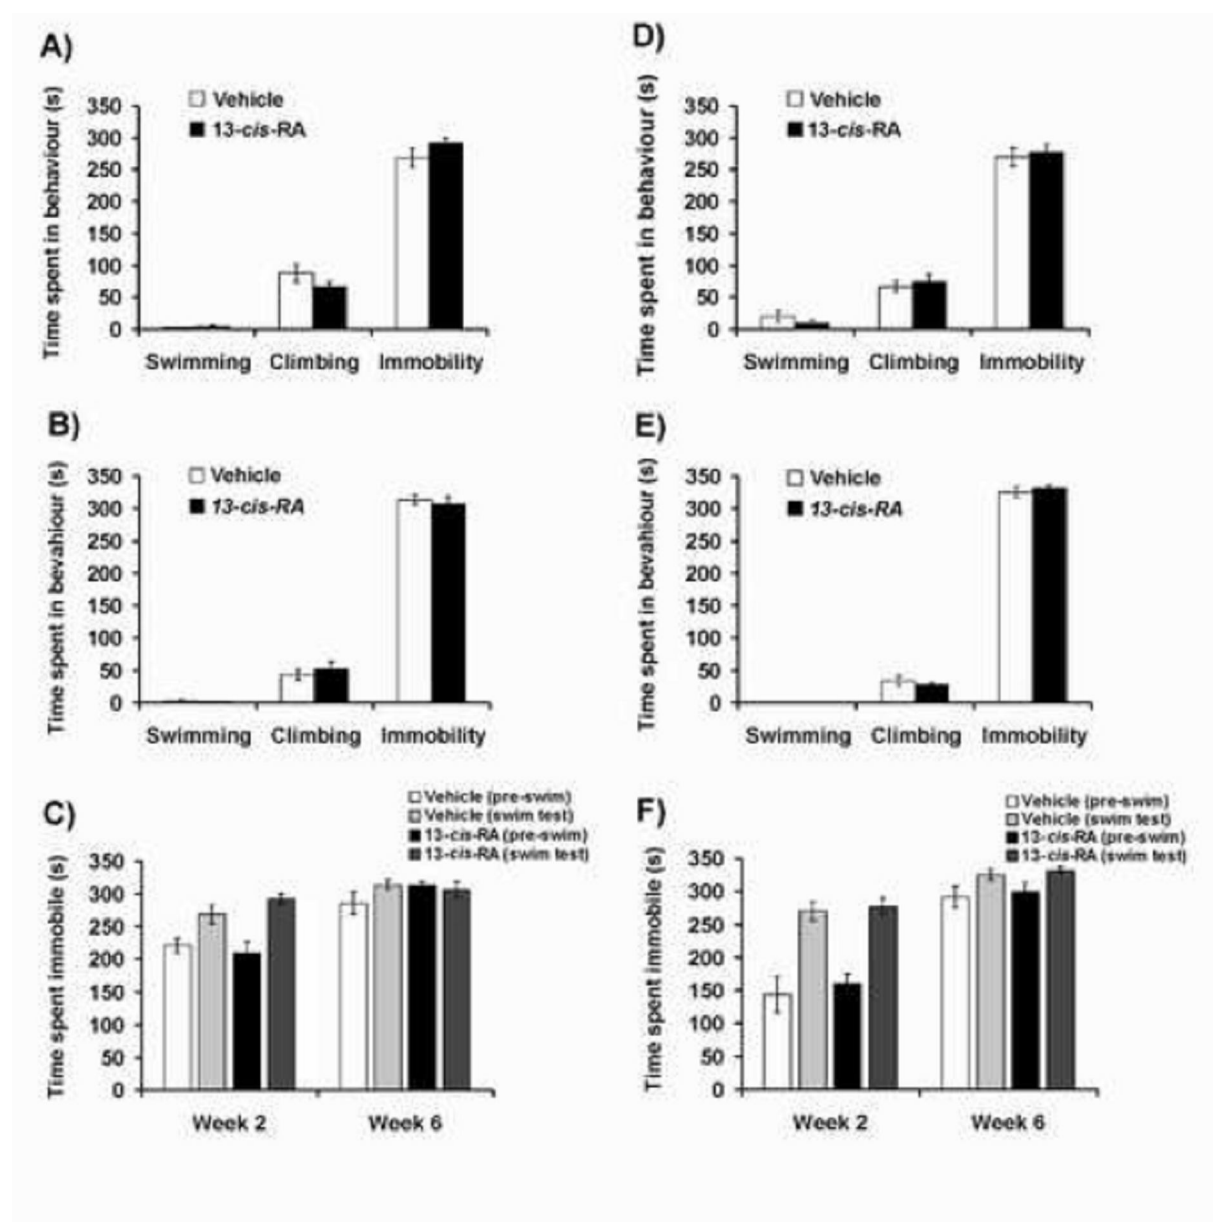 A)
Time spent in behaviour (s)
Vehicle
13-cis-RA
350
300
250
200
150
100
50
0
Swimming Climbing Immobility
D)
Time spent in behaviour (s)
Vehicle
13-cis-RA
350
300
250
200
150
100
50
0
Swimming Climbing Immobility
B)
Time spent in bevahiour (s)
Vehicle
13-cis-RA
350
300
250
200
150
100
50
0
Swimming Climbing Immobility
E)
Time spent in bevahiour (s)
Vehicle
13-cis-RA
350
300
250
200
150
100
50
0
Swimming Climbing Immobility
C)
Vehicle (pre-swim)
Vehicle (swim test)
13-cis-RA (pre-swim)
13-cis-RA (swim test)
Time spent immobile (s)
350
300
250
200
150
100
50
0
Week 2 Week 6
F)
Vehicle (pre-swim)
Vehicle (swim test)
13-cis-RA (pre-swim)
13-cis-RA (swim test)
Time spent immobile (s)
350
300
250
200
150
100
50
0
Week 2 Week 6